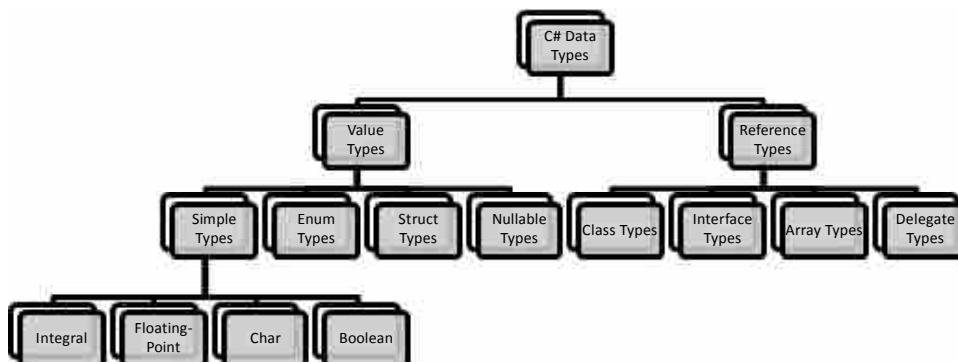 C# Data
Types
Value
Types
Reference
Types
Simple
Types
Enum
Types
Struct
Types
Nullable
Types
Class Types
Interface
Types
Array Types
Delegate
Types
Integral
Floating-
Point
Char
Boolean